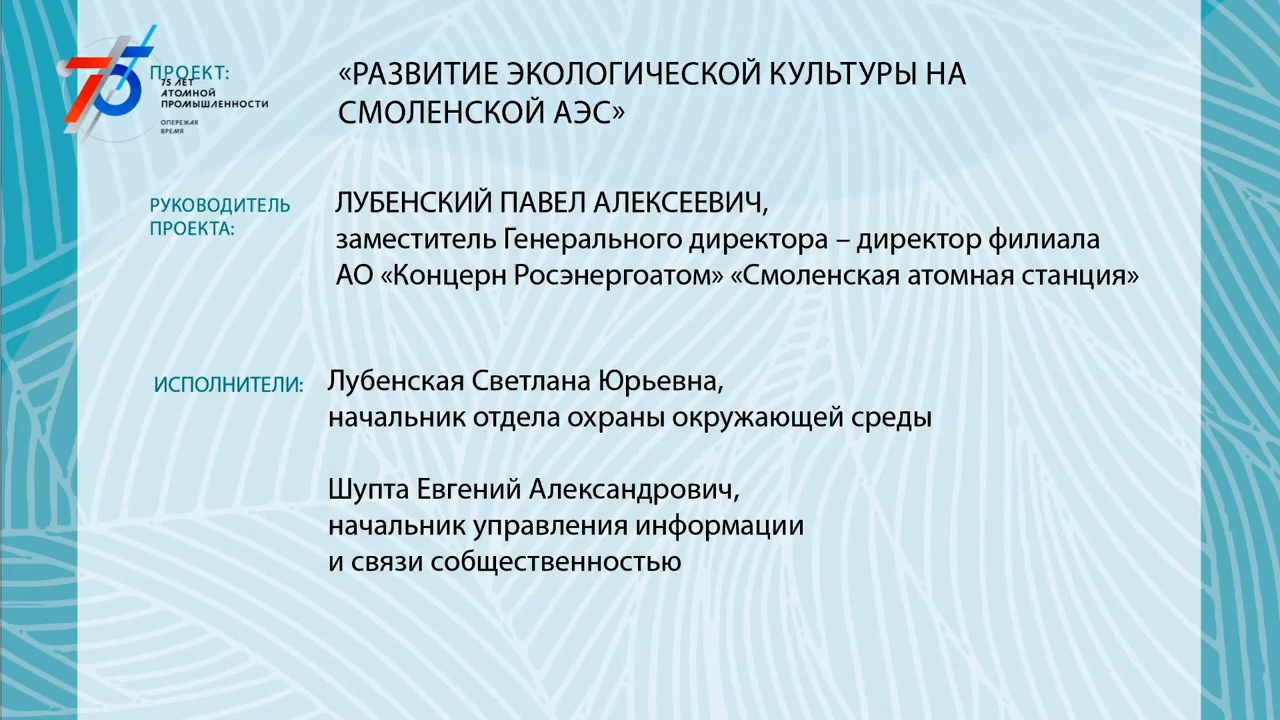 75
ПРОЕКТ:
75 ЛЕТ
АТОМНОЙ
ПРОМЫШЛЕННОСТИ
ОПЕРЕЖАЯ
ВРЕМЯ
«РАЗВИТИЕ ЭКОЛОГИЧЕСКОЙ КУЛЬТУРЫ НА
СМОЛЕНСКОЙ АЭС»
РУКОВОДИТЕЛЬ
ПРОЕКТА:
ЛУБЕНСКИЙ ПАВЕЛ АЛЕКСЕЕВИЧ,
заместитель Генерального директора – директор филиала
АО «Концерн Росэнергоатом» «Смоленская атомная станция»
ИСПОЛНИТЕЛИ:
Лубенская Светлана Юрьевна,
начальник отдела охраны окружающей среды
Шупта Евгений Александрович,
начальник управления информации
и связи собщественностью